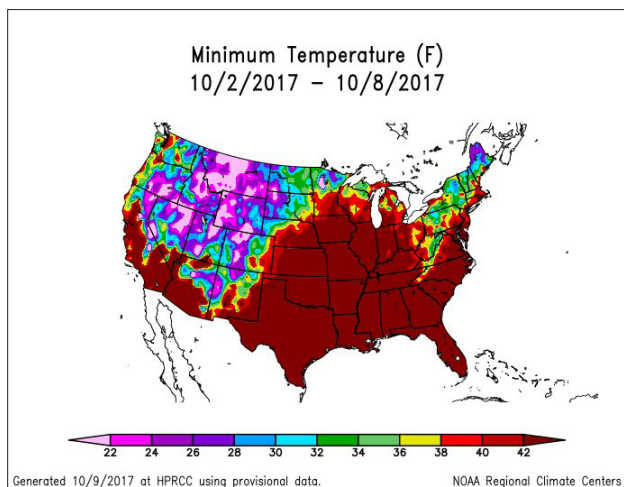 Minimum Temperature (F)
10/2/2017 – 10/8/2017
22 24 26 28 30 32 34 36 38 40 42
Generated 10/9/2017 at HPRCC using provisional data.
NOAA Regional Climate Centers